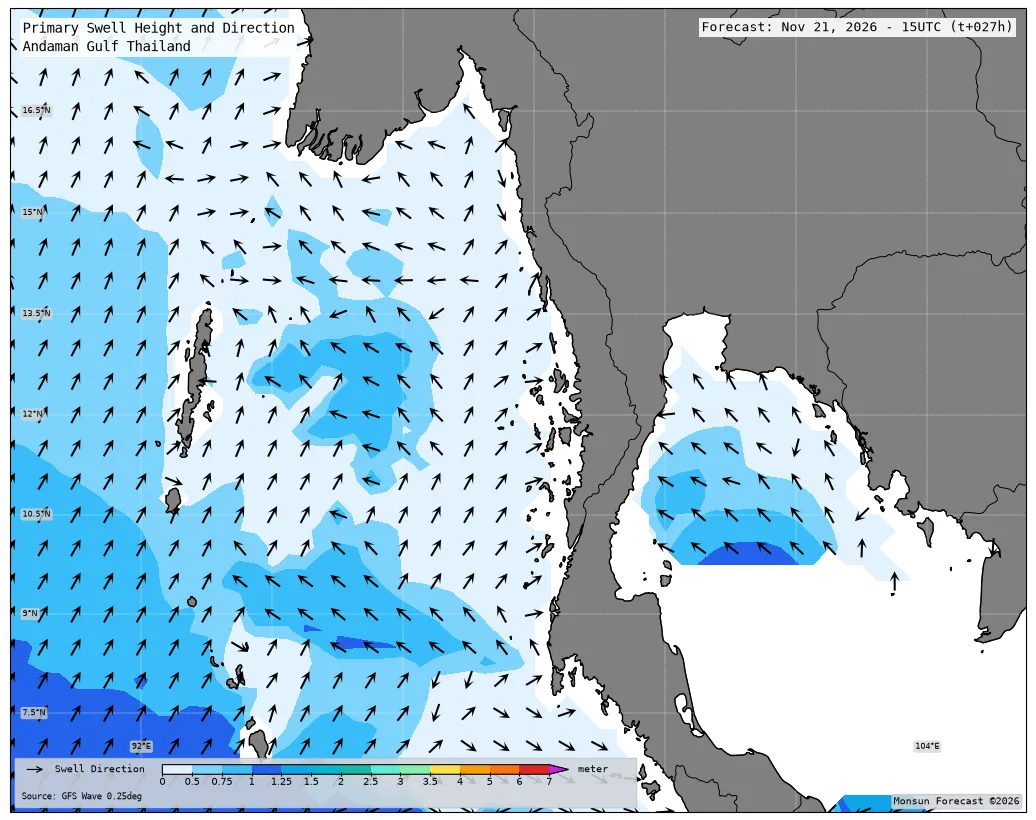 Primary Swell Height and Direction
Andaman Gulf Thailand
Forecast: Nov 21, 2026 - 15UTC (t+027h)
16.5°N
15°N
13.5°N
12°N
10.5°N
9°N
7.5°N
92°E
104°E
Swell Direction
0 0.5 0.75 1 1.25 1.5 2 2.5 3 3.5 4 5 6 7
meter
Source: GFS Wave 0.25deg
Monsun Forecast ©2026